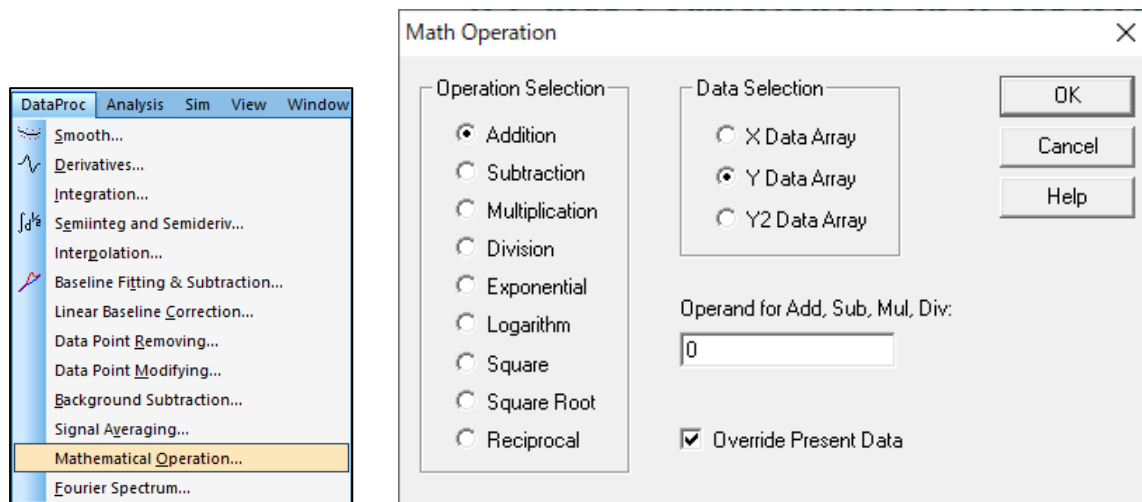 DataProc Analysis Sim View Window
Smooth...
Derivatives...
Integration...
Semiinteg and Semideriv...
Interpolation...
Baseline Fitting & Subtraction...
Linear Baseline Correction...
Data Point Removing...
Data Point Modifying...
Background Subtraction...
Signal Averaging...
Mathematical Operation...
Fourier Spectrum...
Math Operation
Operation Selection
Addition
Subtraction
Multiplication
Division
Exponential
Logarithm
Square
Square Root
Reciprocal
Data Selection
X Data Array
Y Data Array
Y2 Data Array
Operand for Add, Sub, Mul, Div:
0
Override Present Data
OK
Cancel
Help